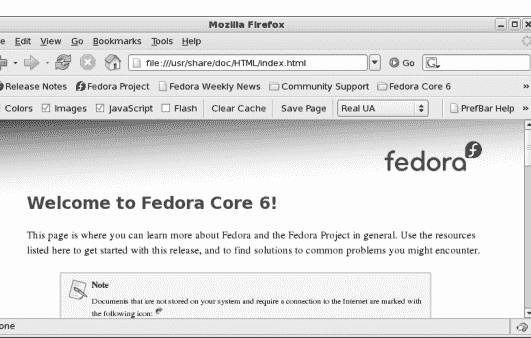 Mozilla Firefox
e Edit View Go Bookmarks Tools Help
file:///usr/share/doc/HTML/index.html Go G
Release Notes Fedora Project Fedora Weekly News Community Support Fedora Core 6 »
Colors Images JavaScript Flash Clear Cache Save Page Real UA PrefBar Help »
fedora
Welcome to Fedora Core 6!
This page is where you can learn more about Fedora and the Fedora Project in general. Use the resources
listed here to get started with this release, and to find solutions to common problems you might encounter.
Note
Documents that are not stored on your system and require a connection to the Internet are marked with
the following icon:
one